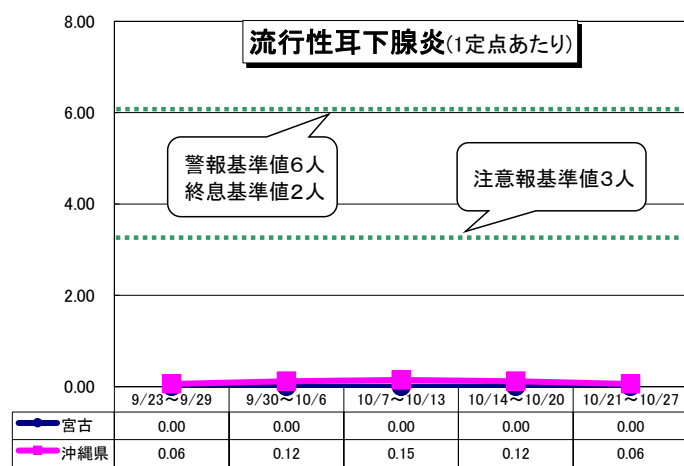 流行性耳下腺炎(1定点あたり)
8.00
6.00
4.00
2.00
0.00
警報基準値6人
終息基準値2人
注意報基準値3人
9/23～9/29 9/30～10/6 10/7～10/13 10/14～10/20 10/21～10/27
宮古 0.00 0.00 0.00 0.00 0.00
沖縄県 0.06 0.12 0.15 0.12 0.06